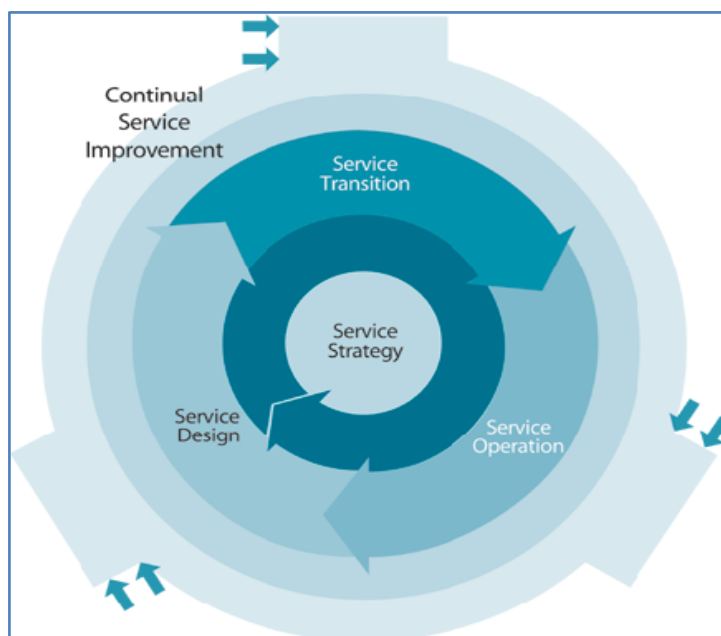 Continual
Service
Improvement
Service
Transition
Service
Strategy
Service
Design
Service
Operation